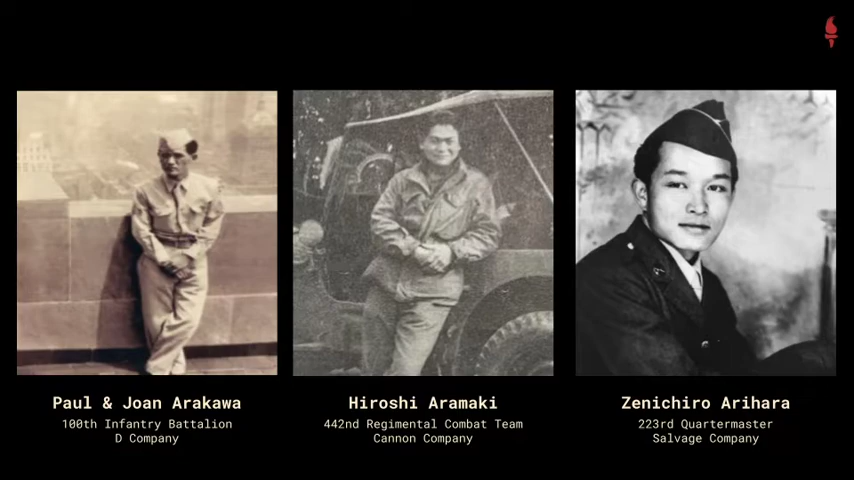 Paul & Joan Arakawa
100th Infantry Battalion
D Company
Hiroshi Aramaki
442nd Regimental Combat Team
Cannon Company
Zenichiro Arihara
223rd Quartermaster
Salvage Company